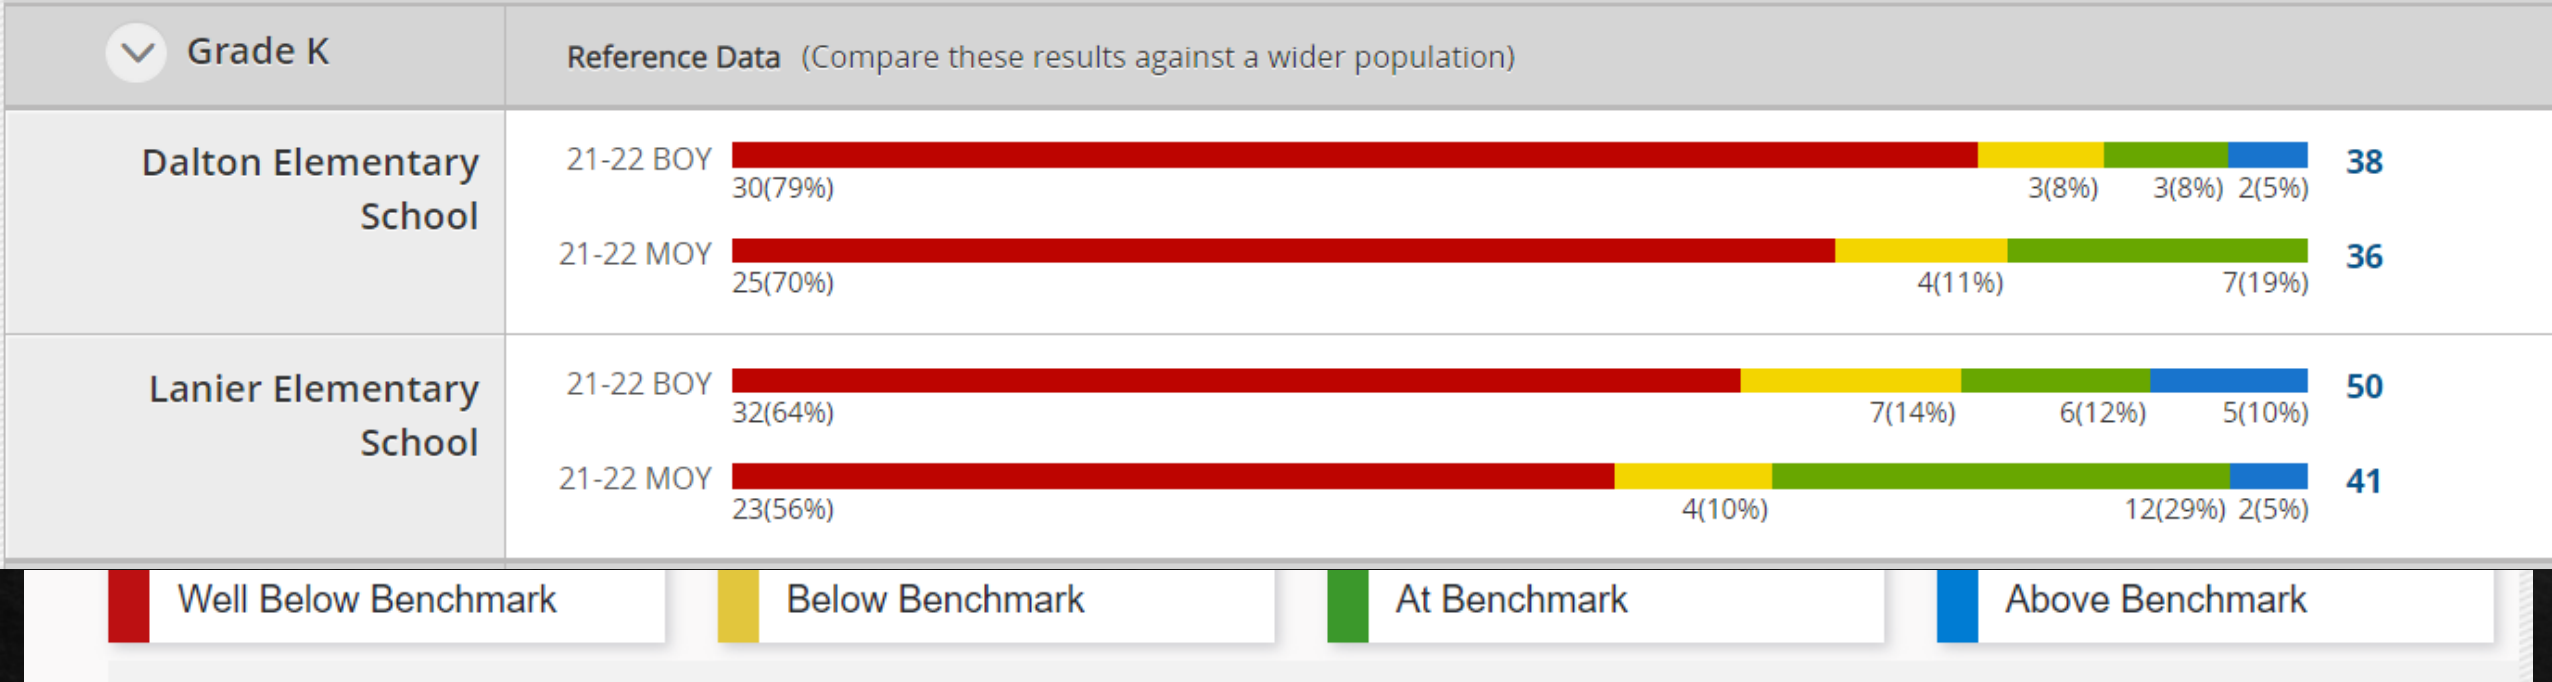 Grade K
Reference Data (Compare these results against a wider population)
Dalton Elementary
School
21-22 BOY
30(79%) 3(8%) 3(8%) 2(5%)
38
21-22 MOY
25(70%) 4(11%) 7(19%)
36
Lanier Elementary
School
21-22 BOY
32(64%) 7(14%) 6(12%) 5(10%)
50
21-22 MOY
23(56%) 4(10%) 12(29%) 2(5%)
41
Well Below Benchmark
Below Benchmark
At Benchmark
Above Benchmark